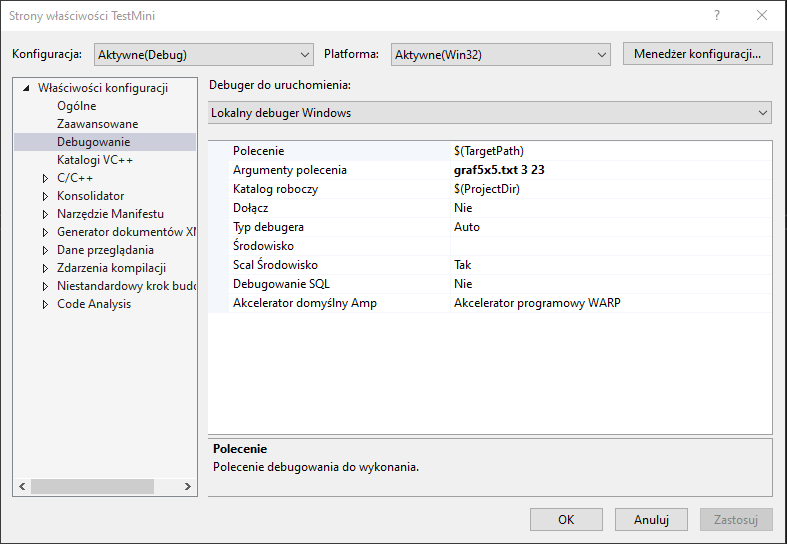 Strony właściwości TestMini
Konfiguracja: Aktywne(Debug) Platforma: Aktywne(Win32) Menedżer konfiguracji...
Właściwości konfiguracji
Ogólne
Zaawansowane
Debugowanie
Katalogi VC++
C/C++
Konsolidator
Narzędzie Manifestu
Generator dokumentów XM
Dane przeglądania
Zdarzenia kompilacji
Niestandardowy krok budo
Code Analysis
Debuger do uruchomienia:
Lokalny debuger Windows
Polecenie $(TargetPath)
Argumenty polecenia graf5x5.txt 3 23
Katalog roboczy $(ProjectDir)
Dołącz Nie
Typ debugera Auto
Środowisko
Scal Środowisko Tak
Debugowanie SQL Nie
Akcelerator domyślny Amp Akcelerator programowy WARP
Polecenie
Polecenie debugowania do wykonania.
OK Anuluj Zastosuj